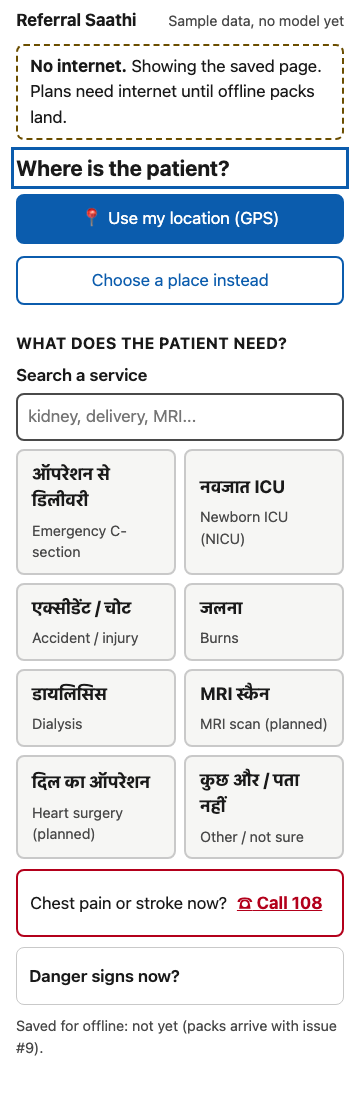 Referral Saathi
Sample data, no model yet
No internet. Showing the saved page.
Plans need internet until offline packs
land.
Where is the patient?
📍 Use my location (GPS)
Choose a place instead
WHAT DOES THE PATIENT NEED?
Search a service
kidney, delivery, MRI...
ऑपरेशन से
डिलीवरी
Emergency C-
section
नवजात ICU
Newborn ICU
(NICU)
एक्सीडेंट / चोट
Accident / injury
जलना
Burns
डायलिसिस
Dialysis
MRI स्कैन
MRI scan (planned)
दिल का ऑपरेशन
Heart surgery
(planned)
कुछ और / पता
नहीं
Other / not sure
Chest pain or stroke now? ☎ Call 108
Danger signs now?
Saved for offline: not yet (packs arrive with issue
#9).